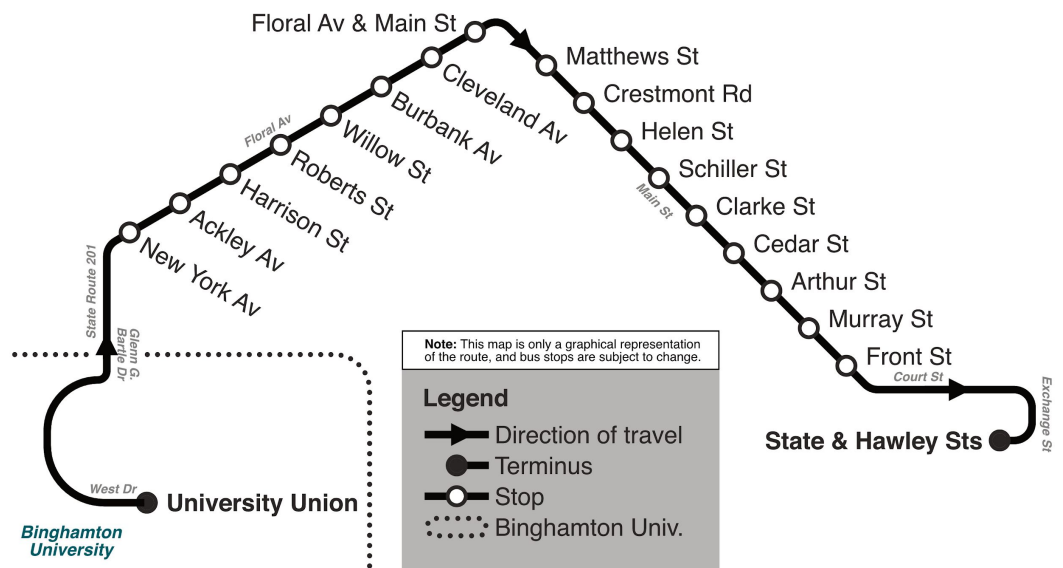 Floral Av & Main St
Matthews St
Crestmont Rd
Helen St
Schiller St
Clarke St
Cedar St
Arthur St
Murray St
Front St
Cleveland Av
Burbank Av
Willow St
Roberts St
Harrison St
Ackley Av
New York Av
Floral Av
Main St
State Route 201
Glenn G.
Bartle Dr
Court St
Exchange St
State & Hawley Sts
West Dr
University Union
Binghamton
University
Note: This map is only a graphical representation
of the route, and bus stops are subject to change.
Legend
Direction of travel
Terminus
Stop
Binghamton Univ.